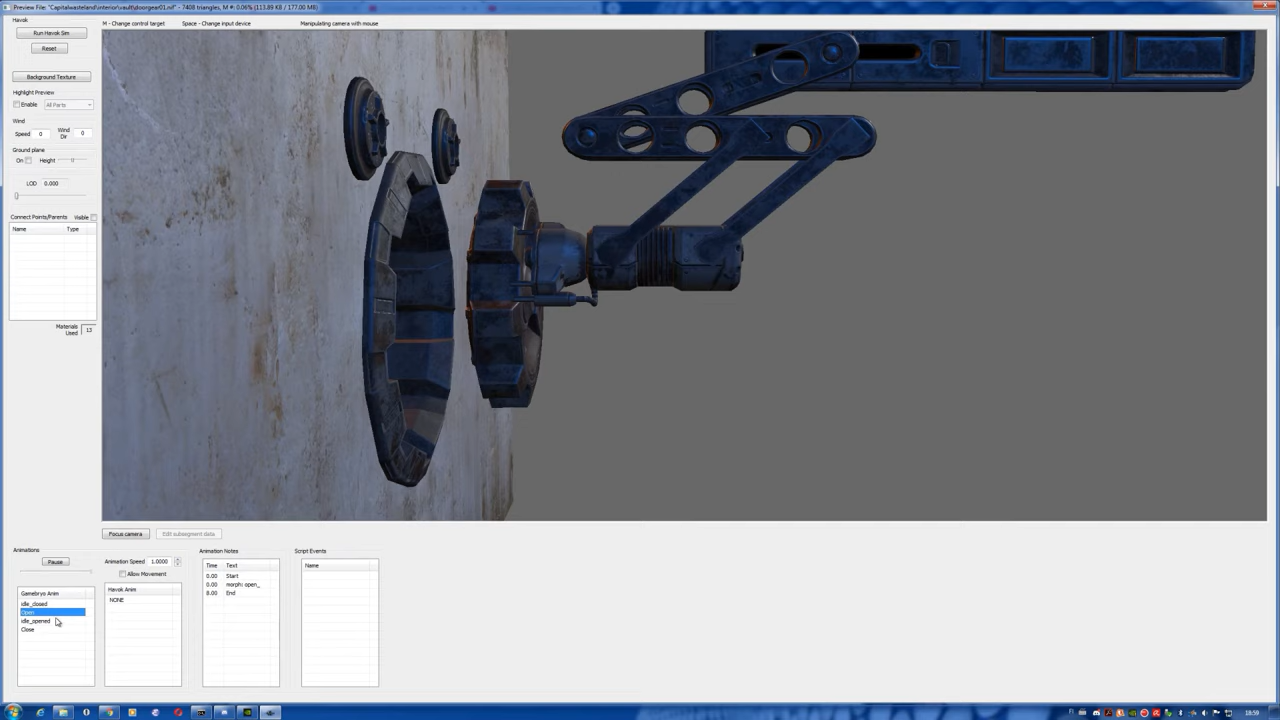 Preview File: "Capitalwasteland\interior\vault\doorgear01.nif" - 7408 triangles, M #: 0.06% (113.89 KB / 177.00 MB)
Havok
M - Change control target
Space - Change input device
Manipulating camera with mouse
Run Havok Sim
Reset
Background Texture
Highlight Preview
Enable
All Parts
Wind
Speed 0
Wind Dir 0
Ground plane
On
Height
LOD 0.000
Connect Points/Parents
Visible
Name
Type
Materials Used 13
Focus camera
Edit subsegment data
Animations
Pause
Animation Speed 1.0000
Allow Movement
Gamebryo Anim
idle_closed
Open
idle_opened
Close
Havok Anim
NONE
Animation Notes
Time Text
0.00 Start
0.00 morph: open_
8.00 End
Script Events
Name
18:59